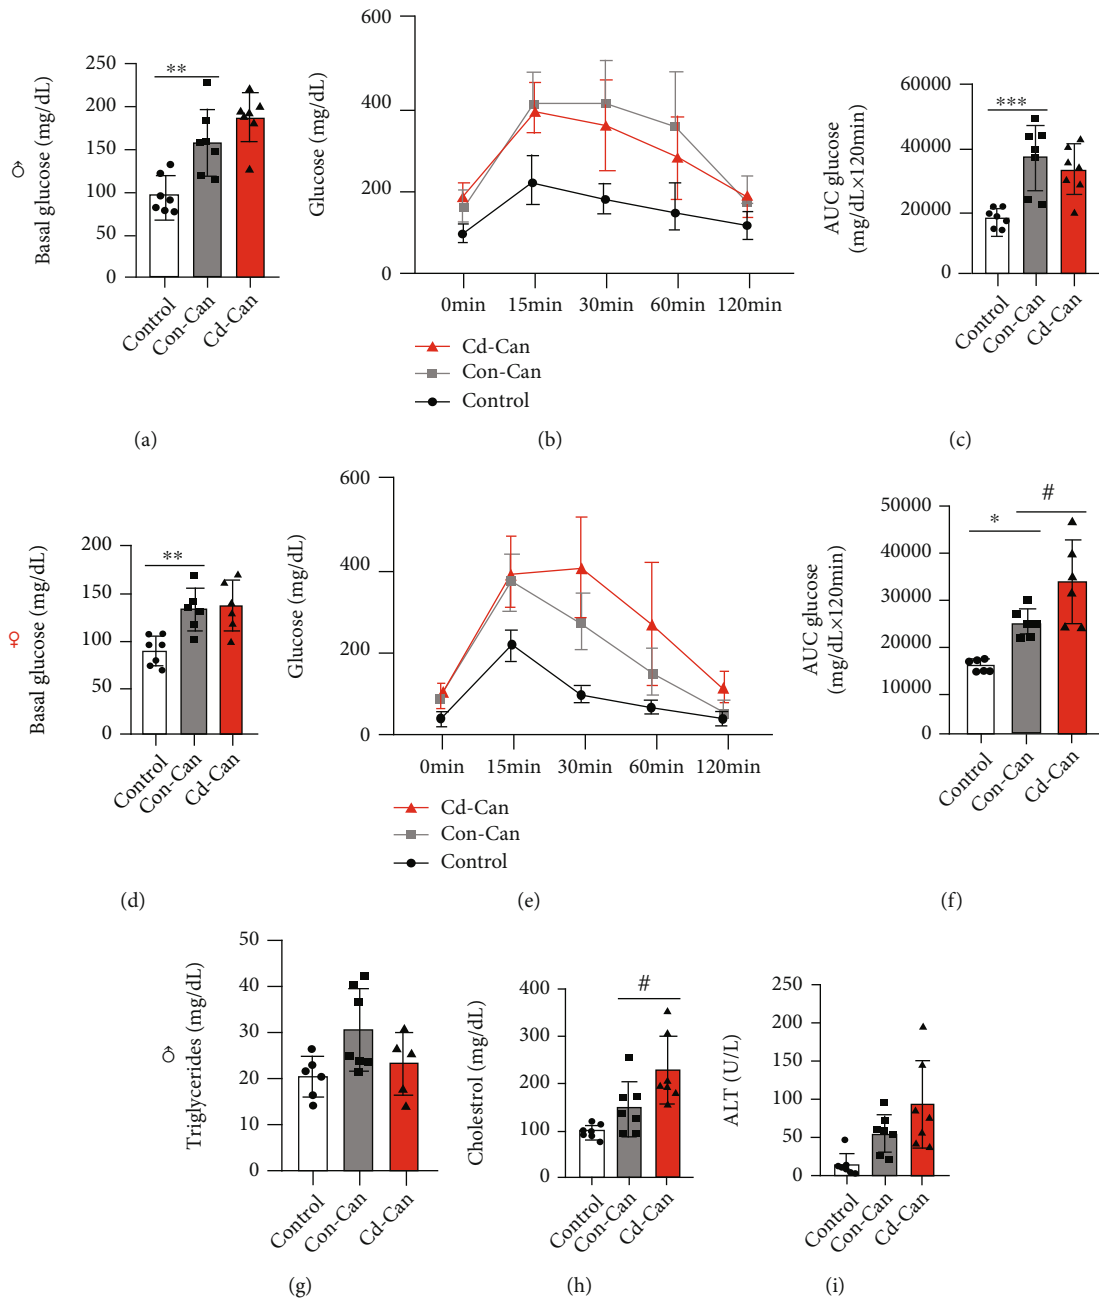 ♂
Basal glucose (mg/dL)
250
200
150
100
50
0
**
Control
Con-Can
Cd-Can
(a)
Glucose (mg/dL)
600
400
200
0
0min
15min
30min
60min
120min
Cd-Can
Con-Can
Control
(b)
AUC glucose
(mg/dL×120min)
60000
40000
20000
0
***
Control
Con-Can
Cd-Can
(c)
♀
Basal glucose (mg/dL)
200
150
100
50
0
**
Control
Con-Can
Cd-Can
(d)
Glucose (mg/dL)
600
400
200
0
0min
15min
30min
60min
120min
Cd-Can
Con-Can
Control
(e)
AUC glucose
(mg/dL×120min)
50000
40000
30000
20000
10000
0
*
#
Control
Con-Can
Cd-Can
(f)
♂
Triglycerides (mg/dL)
50
40
30
20
10
0
Control
Con-Can
Cd-Can
(g)
Cholestrol (mg/dL)
400
300
200
100
0
#
Control
Con-Can
Cd-Can
(h)
ALT (U/L)
250
200
150
100
50
0
Control
Con-Can
Cd-Can
(i)